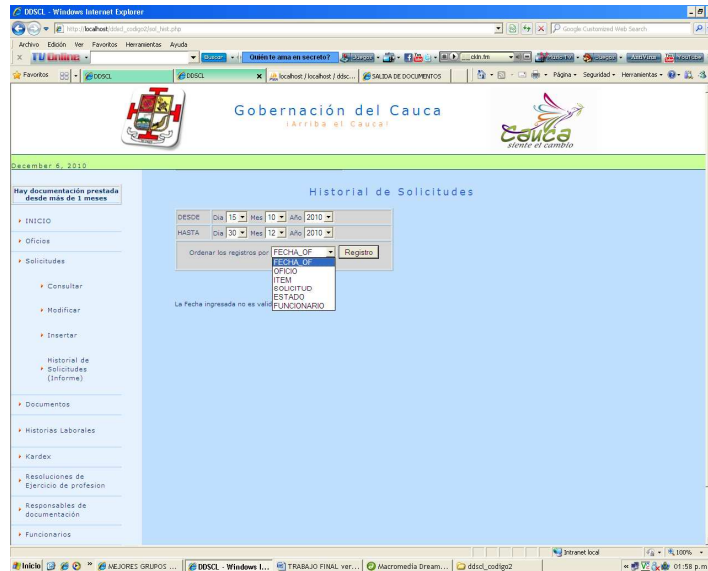 DDSCL - Windows Internet Explorer
http://localhost/ddscl_codigo2/sol_fest.php
Google Customized Web Search
Archivo Edición Ver Favoritos Herramientas Ayuda
Buscar
Quién te ama en secreto?
Favoritos
DDSCL
DDSCL
localhost / localhost / ddsc...
SALIDA DE DOCUMENTOS
Página
Seguridad
Herramientas
Gobernación del Cauca
¡Arriba el Cauca!
Cauca
siente el cambio
December 6, 2010
Hay documentación prestada
desde más de 1 meses
INICIO
Oficios
Solicitudes
Consultar
Modificar
Insertar
Historial de
Solicitudes
(Informe)
Documentos
Historias Laborales
Kardex
Resoluciones de
Ejercicio de profesion
Responsables de
documentación
Funcionarios
Historial de Solicitudes
DESDE Dia 15 Mes 10 Año 2010
HASTA Dia 30 Mes 12 Año 2010
Ordenar los registros por FECHA_OF Registro
FECHA_OF
OFICIO
ITEM
SOLICITUD
ESTADO
FUNCIONARIO
La Fecha ingresada no es valid
Intranet local
100%
Inicio
MEJORES GRUPOS ...
DDSCL - Windows I...
TRABAJO FINAL ver...
Macromedia Dream...
ddscl_codigo2
01:58 p.m